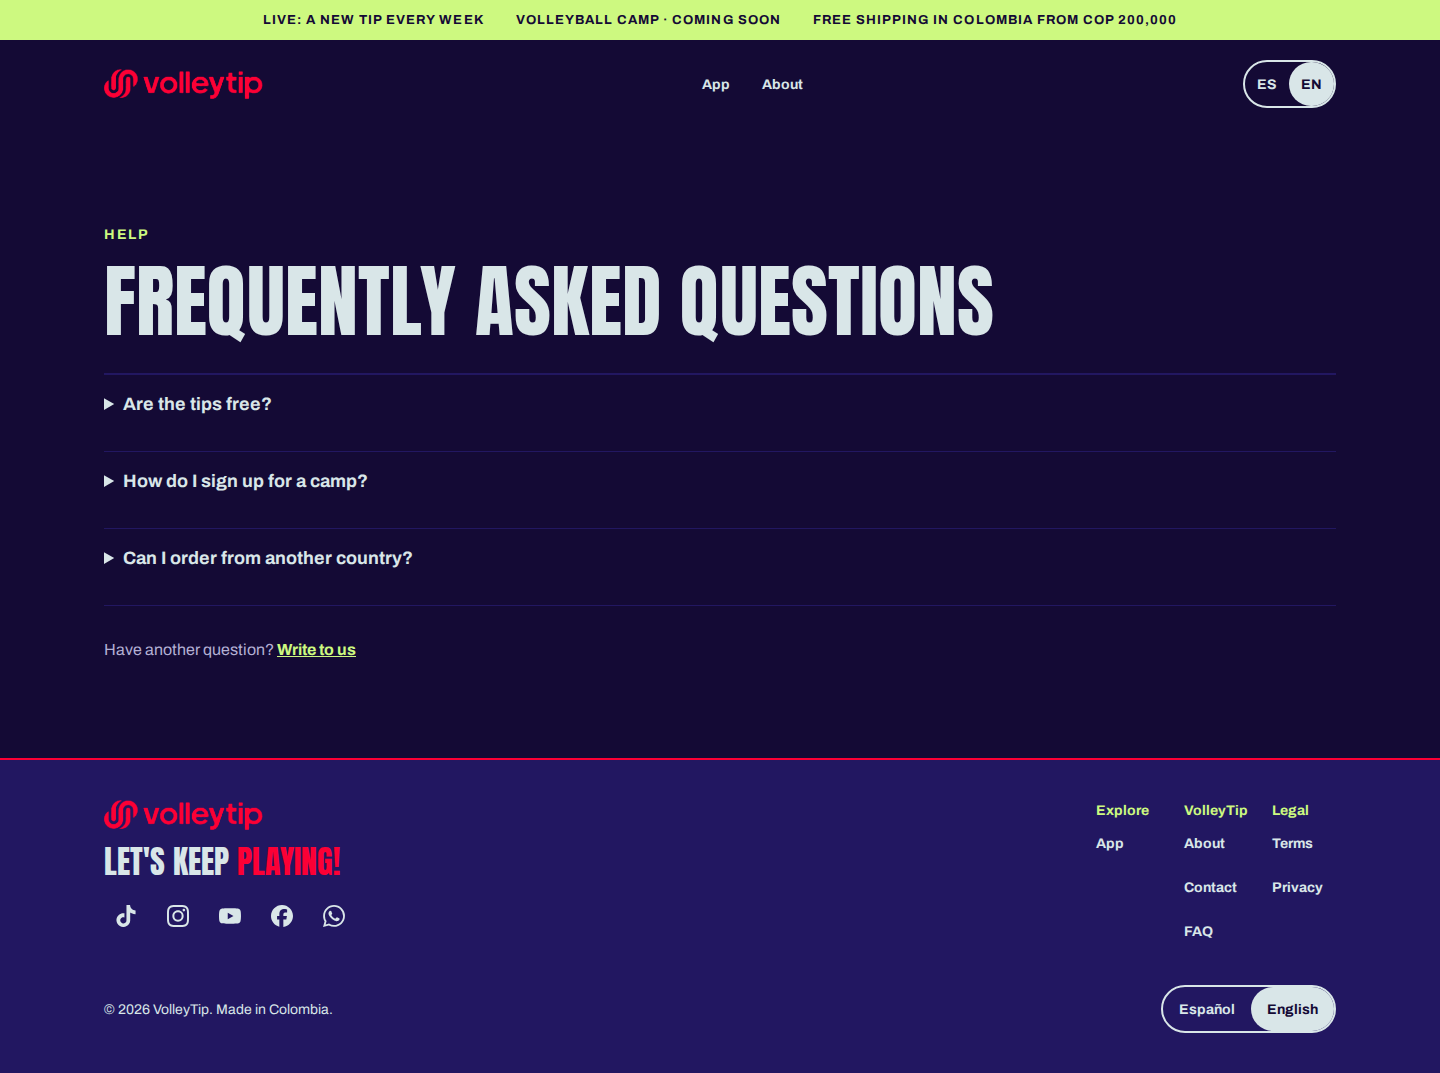 LIVE: A NEW TIP EVERY WEEK VOLLEYBALL CAMP · COMING SOON FREE SHIPPING IN COLOMBIA FROM COP 200,000
volleytip App About ES EN
HELP
FREQUENTLY ASKED QUESTIONS
Are the tips free?
How do I sign up for a camp?
Can I order from another country?
Have another question? Write to us
volleytip
LET'S KEEP PLAYING!
Explore VolleyTip Legal
App About Terms
Contact Privacy
FAQ
© 2026 VolleyTip. Made in Colombia. Español English